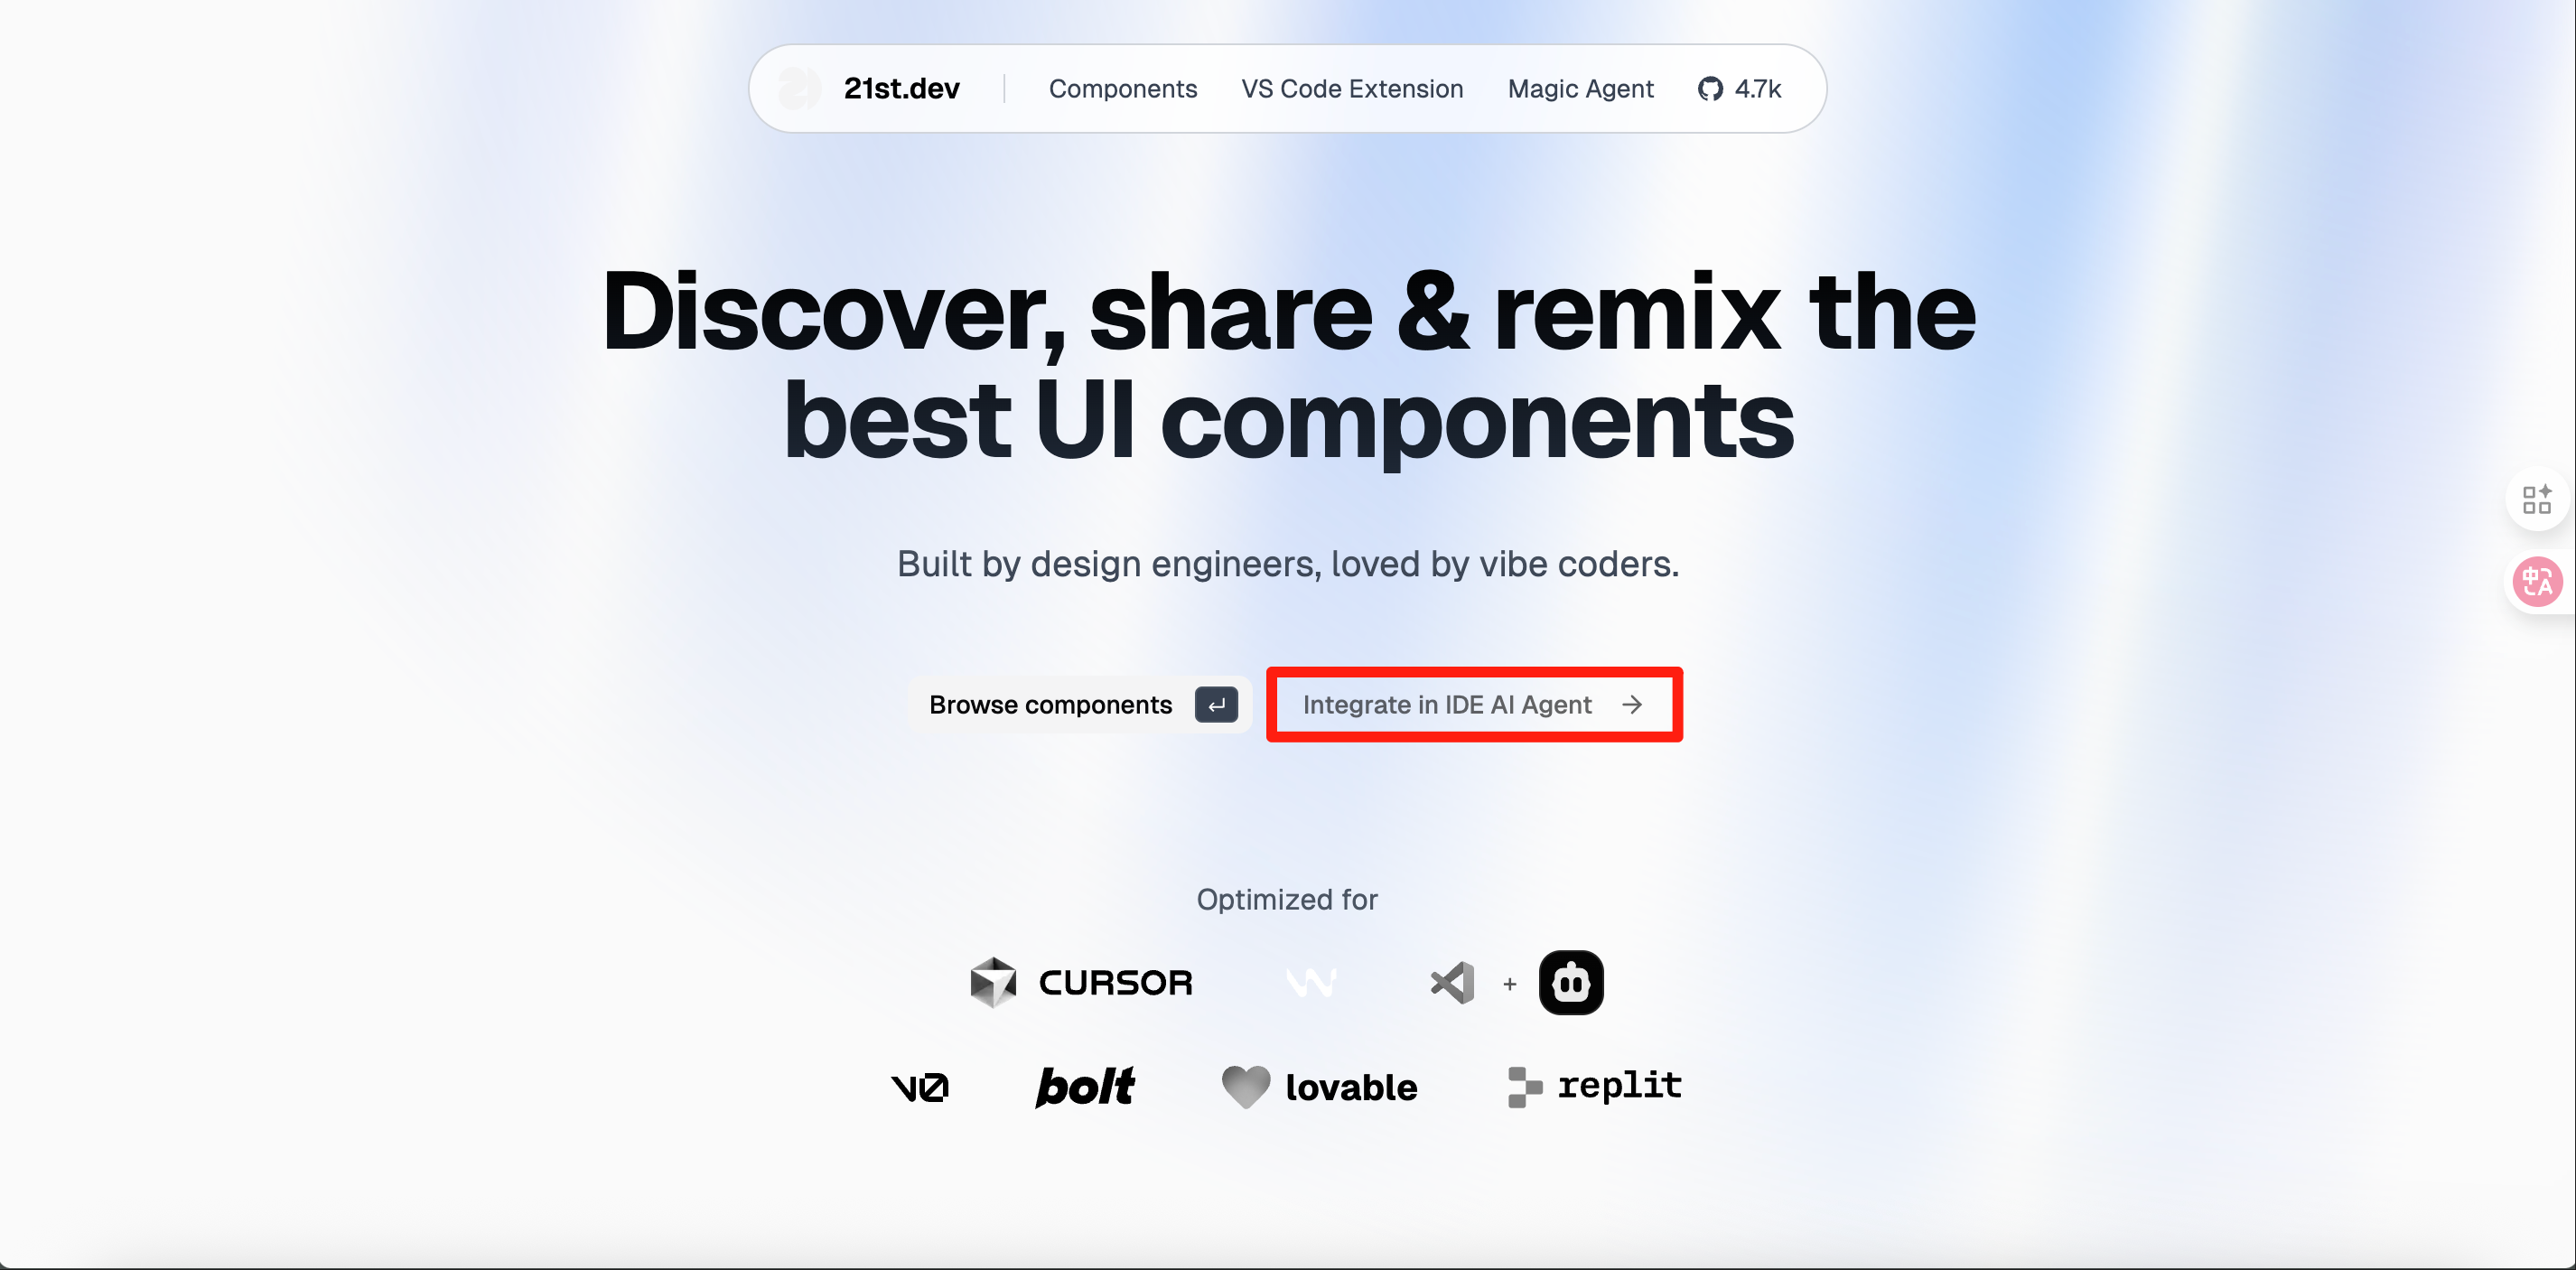 21st.dev
Components
VS Code Extension
Magic Agent
4.7k
Discover, share & remix the
best UI components
Built by design engineers, loved by vibe coders.
Browse components
Integrate in IDE AI Agent
Optimized for
CURSOR
+
v0
bolt
lovable
replit
中A